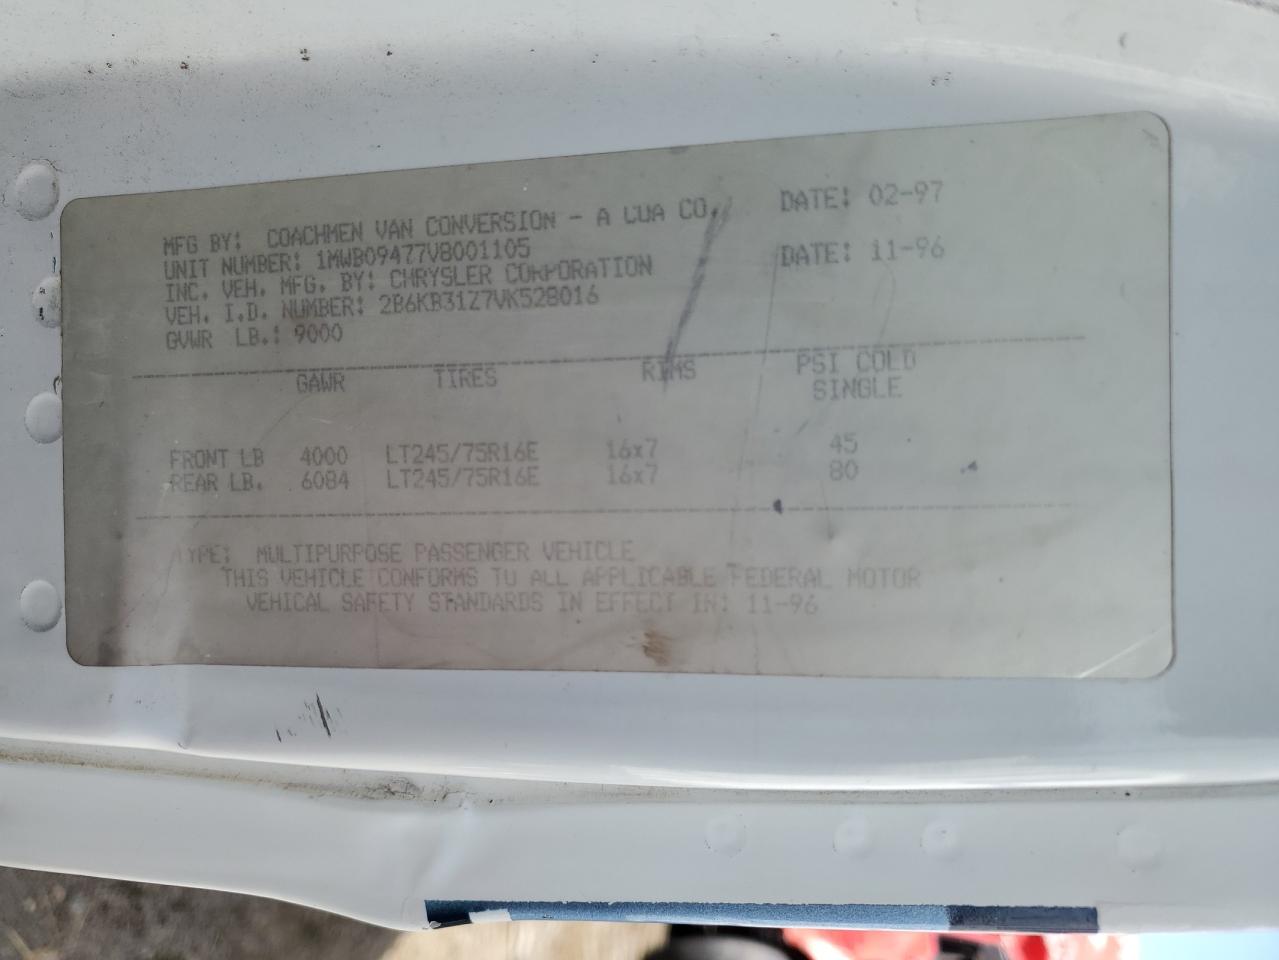 MFG BY: COACHMEN VAN CONVERSION - A CUA CO. DATE: 02-97
UNIT NUMBER: 1MWB09477V8001105
INC. VEH. MFG. BY: CHRYSLER CORPORATION DATE: 11-96
VEH. I.D. NUMBER: 2B6KB31Z7VK528016
GVWR LB.: 9000
GAWR TIRES RIMS PSI COLD
SINGLE
FRONT LB 4000 LT245/75R16E 16x7 45
REAR LB. 6084 LT245/75R16E 16x7 80
TYPE: MULTIPURPOSE PASSENGER VEHICLE
THIS VEHICLE CONFORMS TO ALL APPLICABLE FEDERAL MOTOR
VEHICAL SAFETY STANDARDS IN EFFECT IN: 11-96